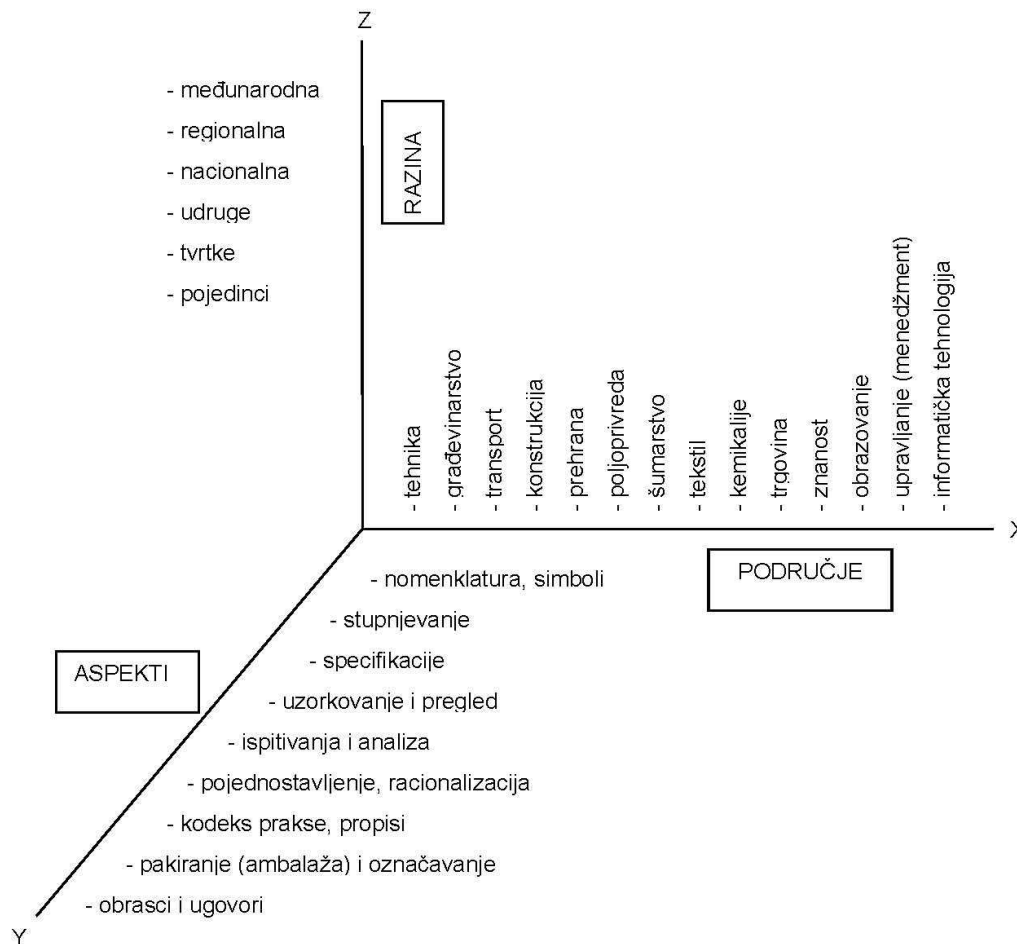 Z
- međunarodna
- regionalna
- nacionalna
- udruge
- tvrtke
- pojedinci
RAZINA
- tehnika
- građevinarstvo
- transport
- konstrukcija
- prehrana
- poljoprivreda
- šumarstvo
- tekstil
- kemikalije
- trgovina
- znanost
- obrazovanje
- upravljanje (menedžment)
- informatička tehnologija
X
PODRUČJE
- nomenklatura, simboli
- stupnjevanje
- specifikacije
ASPEKTI
- uzorkovanje i pregled
- ispitivanja i analiza
- pojednostavljenje, racionalizacija
- kodeks prakse, propisi
- pakiranje (ambalaža) i označavanje
- obrasci i ugovori
Y